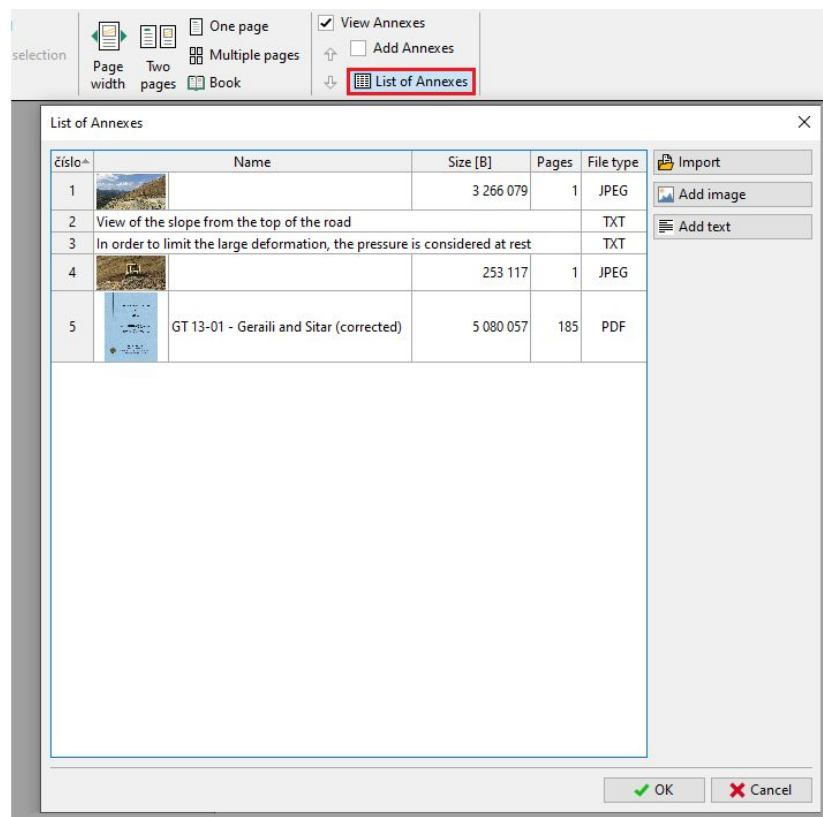 selection
Page width
Two pages
One page
Multiple pages
Book
View Annexes
Add Annexes
List of Annexes
List of Annexes
číslo Name Size [B] Pages File type
1 3 266 079 1 JPEG
2 View of the slope from the top of the road TXT
3 In order to limit the large deformation, the pressure is considered at rest TXT
4 253 117 1 JPEG
5 GT 13-01 - Geraili and Sitar (corrected) 5 080 057 185 PDF
Import
Add image
Add text
OK Cancel